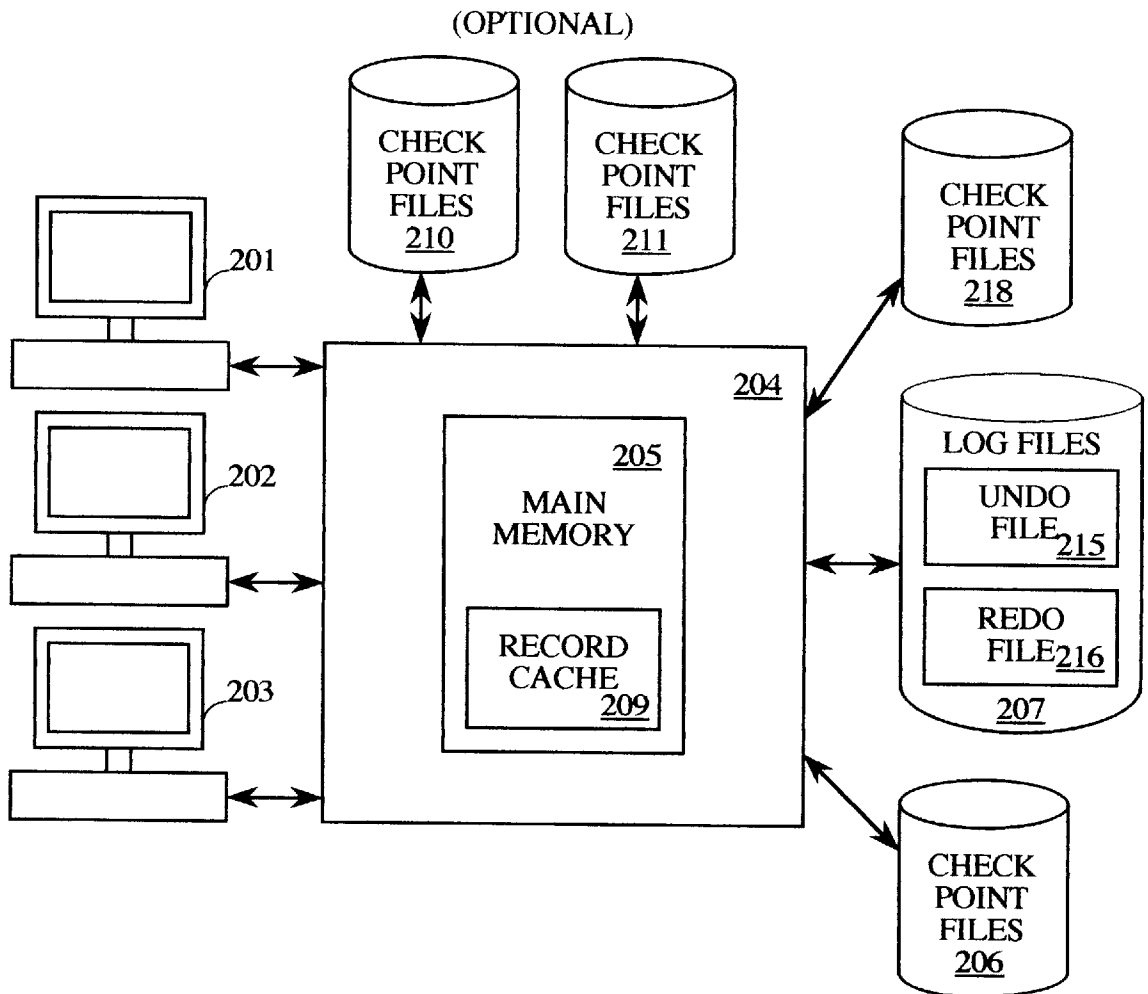 (OPTIONAL)
CHECK
POINT
FILES
210
CHECK
POINT
FILES
211
CHECK
POINT
FILES
218
201
202
203
204
205
MAIN
MEMORY
RECORD
CACHE
209
LOG FILES
UNDO
FILE
215
REDO
FILE
216
207
CHECK
POINT
FILES
206